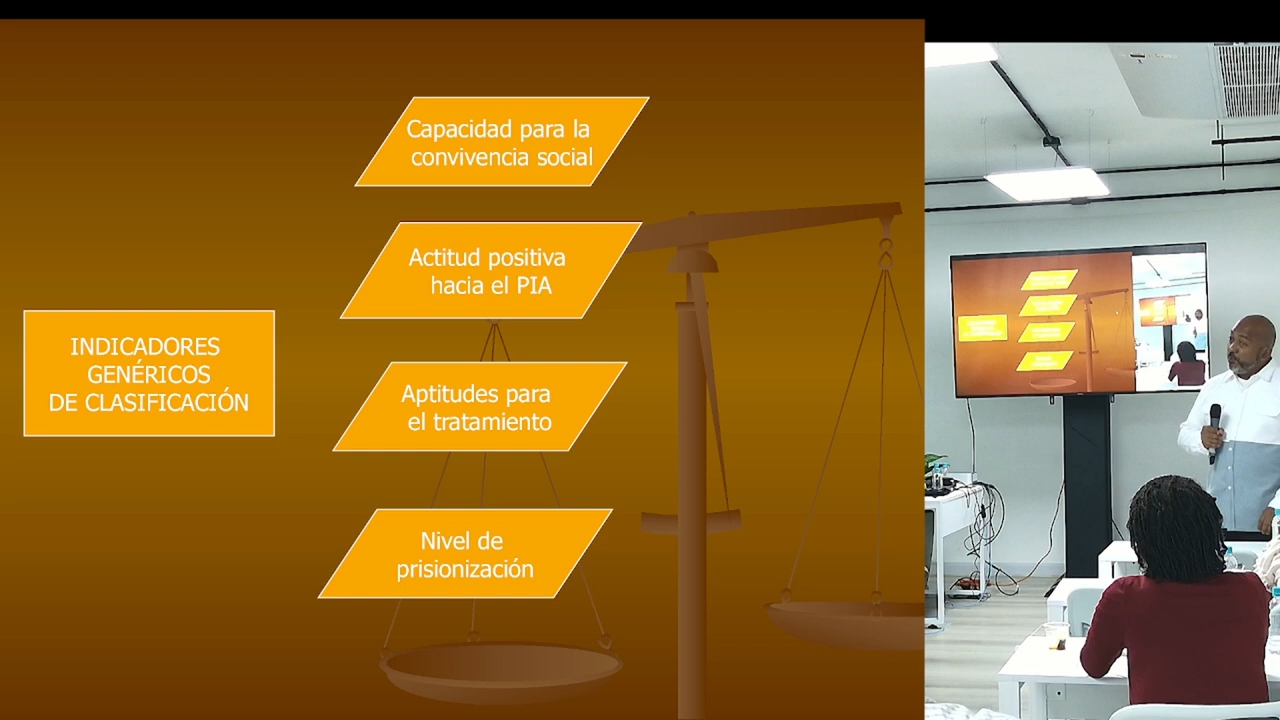 INDICADORES
GENÉRICOS
DE CLASIFICACIÓN
Capacidad para la
convivencia social
Actitud positiva
hacia el PIA
Aptitudes para
el tratamiento
Nivel de
prisionización